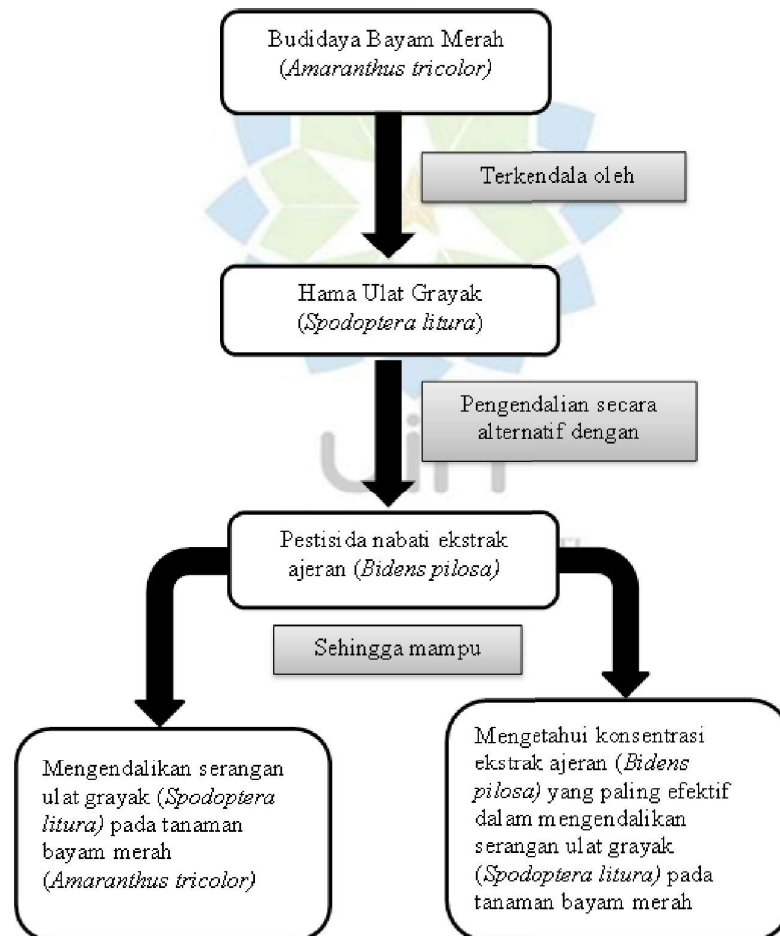 Budidaya Bayam Merah
(Amaranthus tricolor)
Terkendala oleh
Hama Ulat Grayak
(Spodoptera litura)
Pengendalian secara
alternatif dengan
uin
Pestisida nabati ekstrak
ajeran (Bidens pilosa)
Sehingga mampu
Mengendalikan serangan
ulat grayak (Spodoptera
litura) pada tanaman
bayam merah
(Amaranthus tricolor)
Mengetahui konsentrasi
ekstrak ajeran (Bidens
pilosa) yang paling efektif
dalam mengendalikan
serangan ulat grayak
(Spodoptera litura) pada
tanaman bayam merah